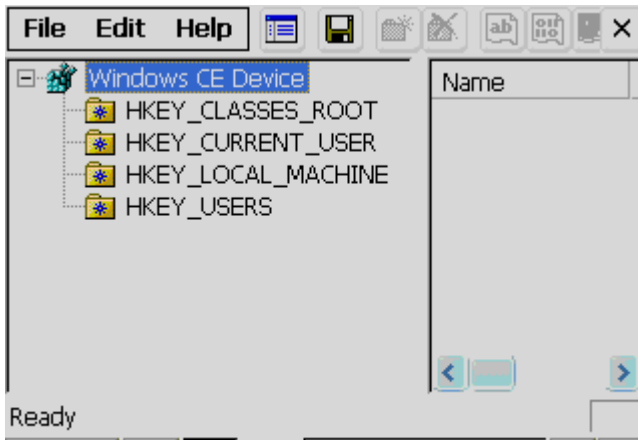 File Edit Help
Windows CE Device
HKEY_CLASSES_ROOT
HKEY_CURRENT_USER
HKEY_LOCAL_MACHINE
HKEY_USERS
Name
Ready